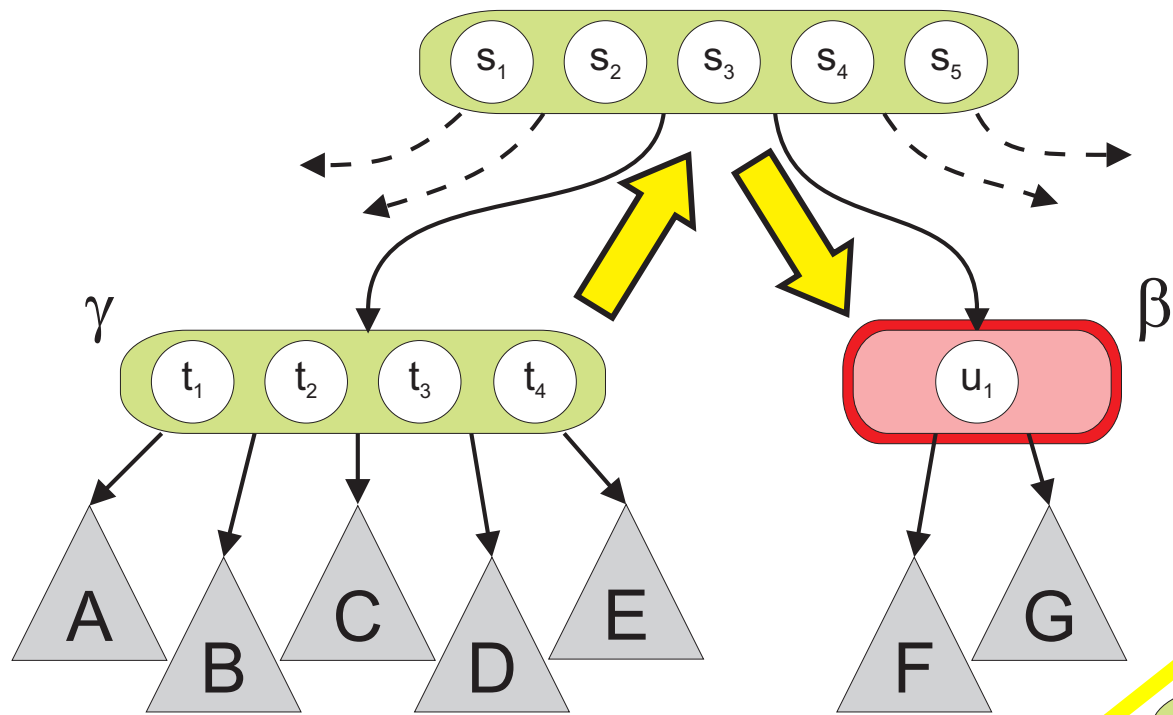 s₁ s₂ s₃ s₄ s₅
γ β
t₁ t₂ t₃ t₄ u₁
A B C D E F G